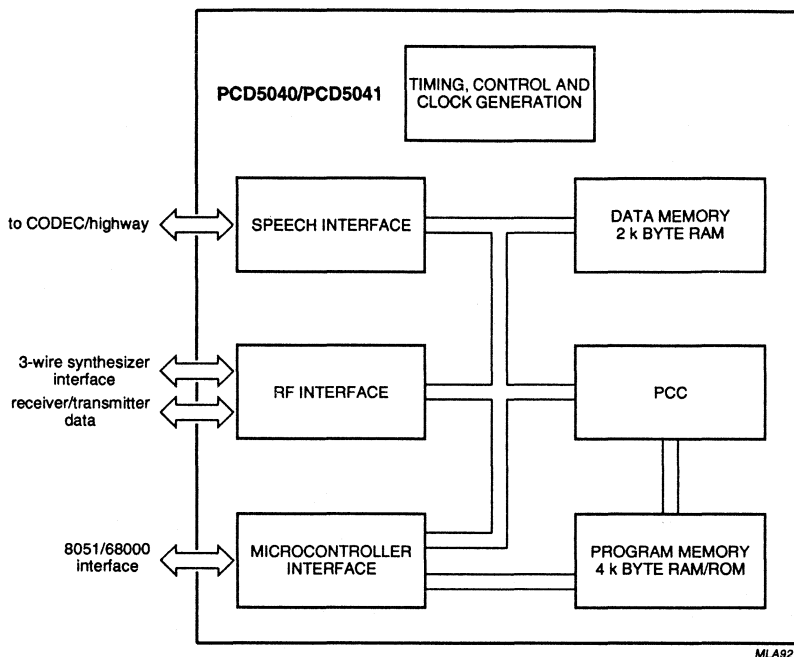 PCD5040/PCD5041
TIMING, CONTROL AND
CLOCK GENERATION
to CODEC/highway
SPEECH INTERFACE
DATA MEMORY
2 k BYTE RAM
3-wire synthesizer
interface
receiver/transmitter
data
RF INTERFACE
PCC
8051/68000
interface
MICROCONTROLLER
INTERFACE
PROGRAM MEMORY
4 k BYTE RAM/ROM
MLA92